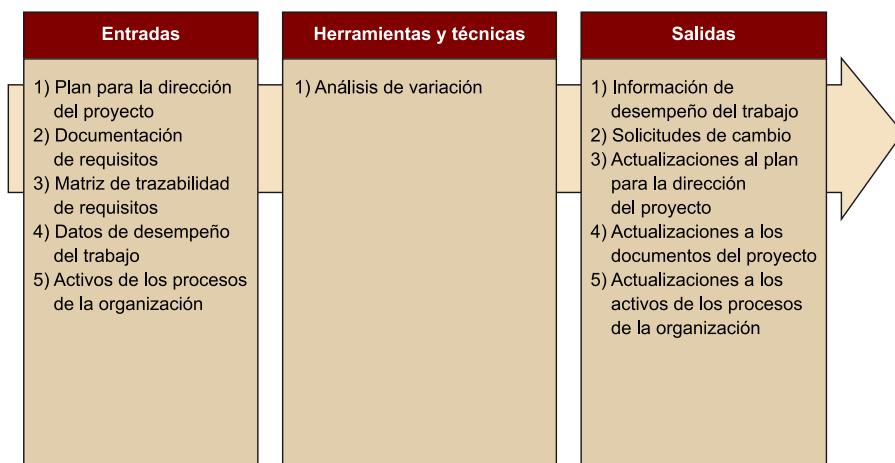 Entradas
1) Plan para la dirección
del proyecto
2) Documentación
de requisitos
3) Matriz de trazabilidad
de requisitos
4) Datos de desempeño
del trabajo
5) Activos de los procesos
de la organización
Herramientas y técnicas
1) Análisis de variación
Salidas
1) Información de
desempeño del trabajo
2) Solicitudes de cambio
3) Actualizaciones al plan
para la dirección
del proyecto
4) Actualizaciones a los
documentos del proyecto
5) Actualizaciones a los
activos de los procesos
de la organización